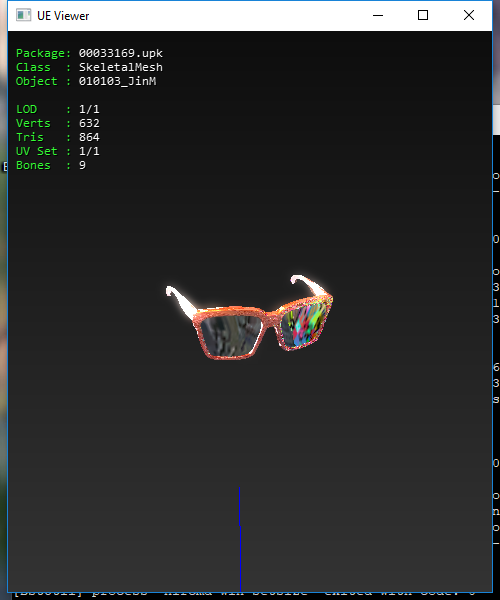 UE Viewer
Package: 00033169.upk
Class : SkeletalMesh
Object : 010103_JinM
LOD : 1/1
Verts : 632
Tris : 864
UV Set : 1/1
Bones : 9